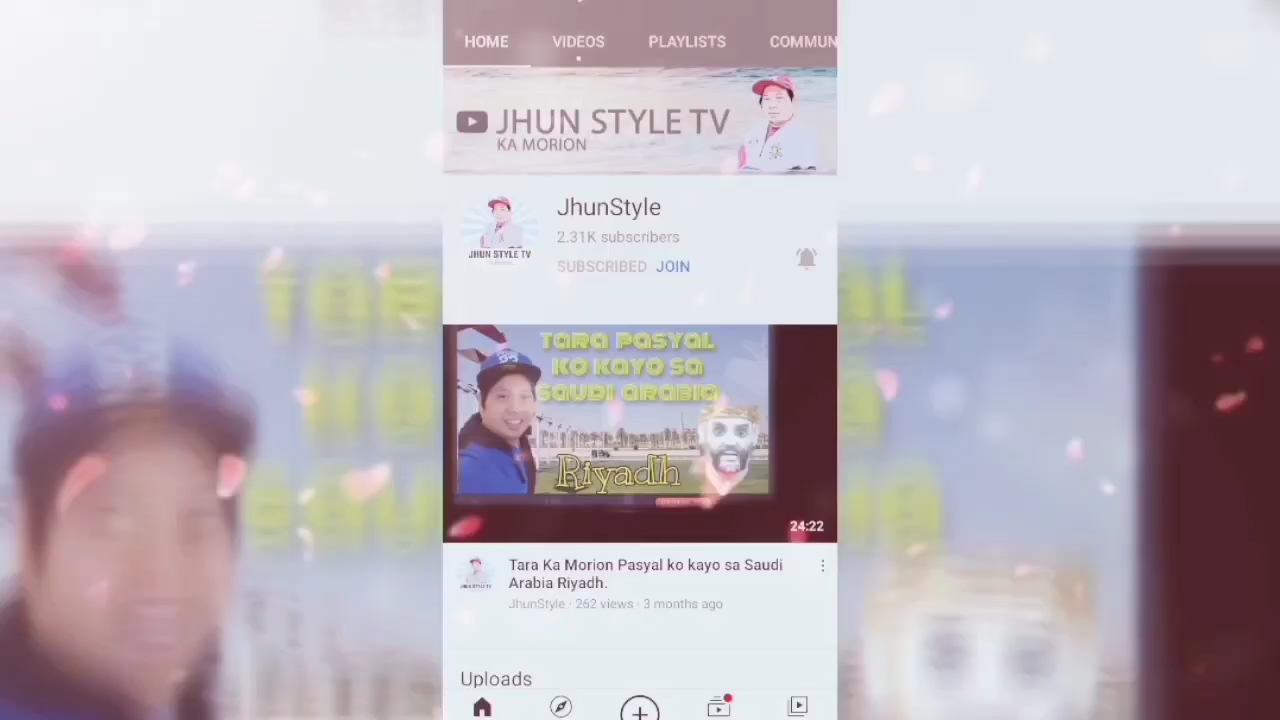 HOME VIDEOS PLAYLISTS COMMUN
JHUN STYLE TV
KA MORION
JhunStyle
2.31K subscribers
JHUN STYLE TV
SUBSCRIBED JOIN
TARA PASYAL
KO KAYO SA
SAUDI ARABIA
Riyadh
24:22
Tara Ka Morion Pasyal ko kayo sa Saudi
Arabia Riyadh.
JhunStyle · 262 views · 3 months ago
Uploads